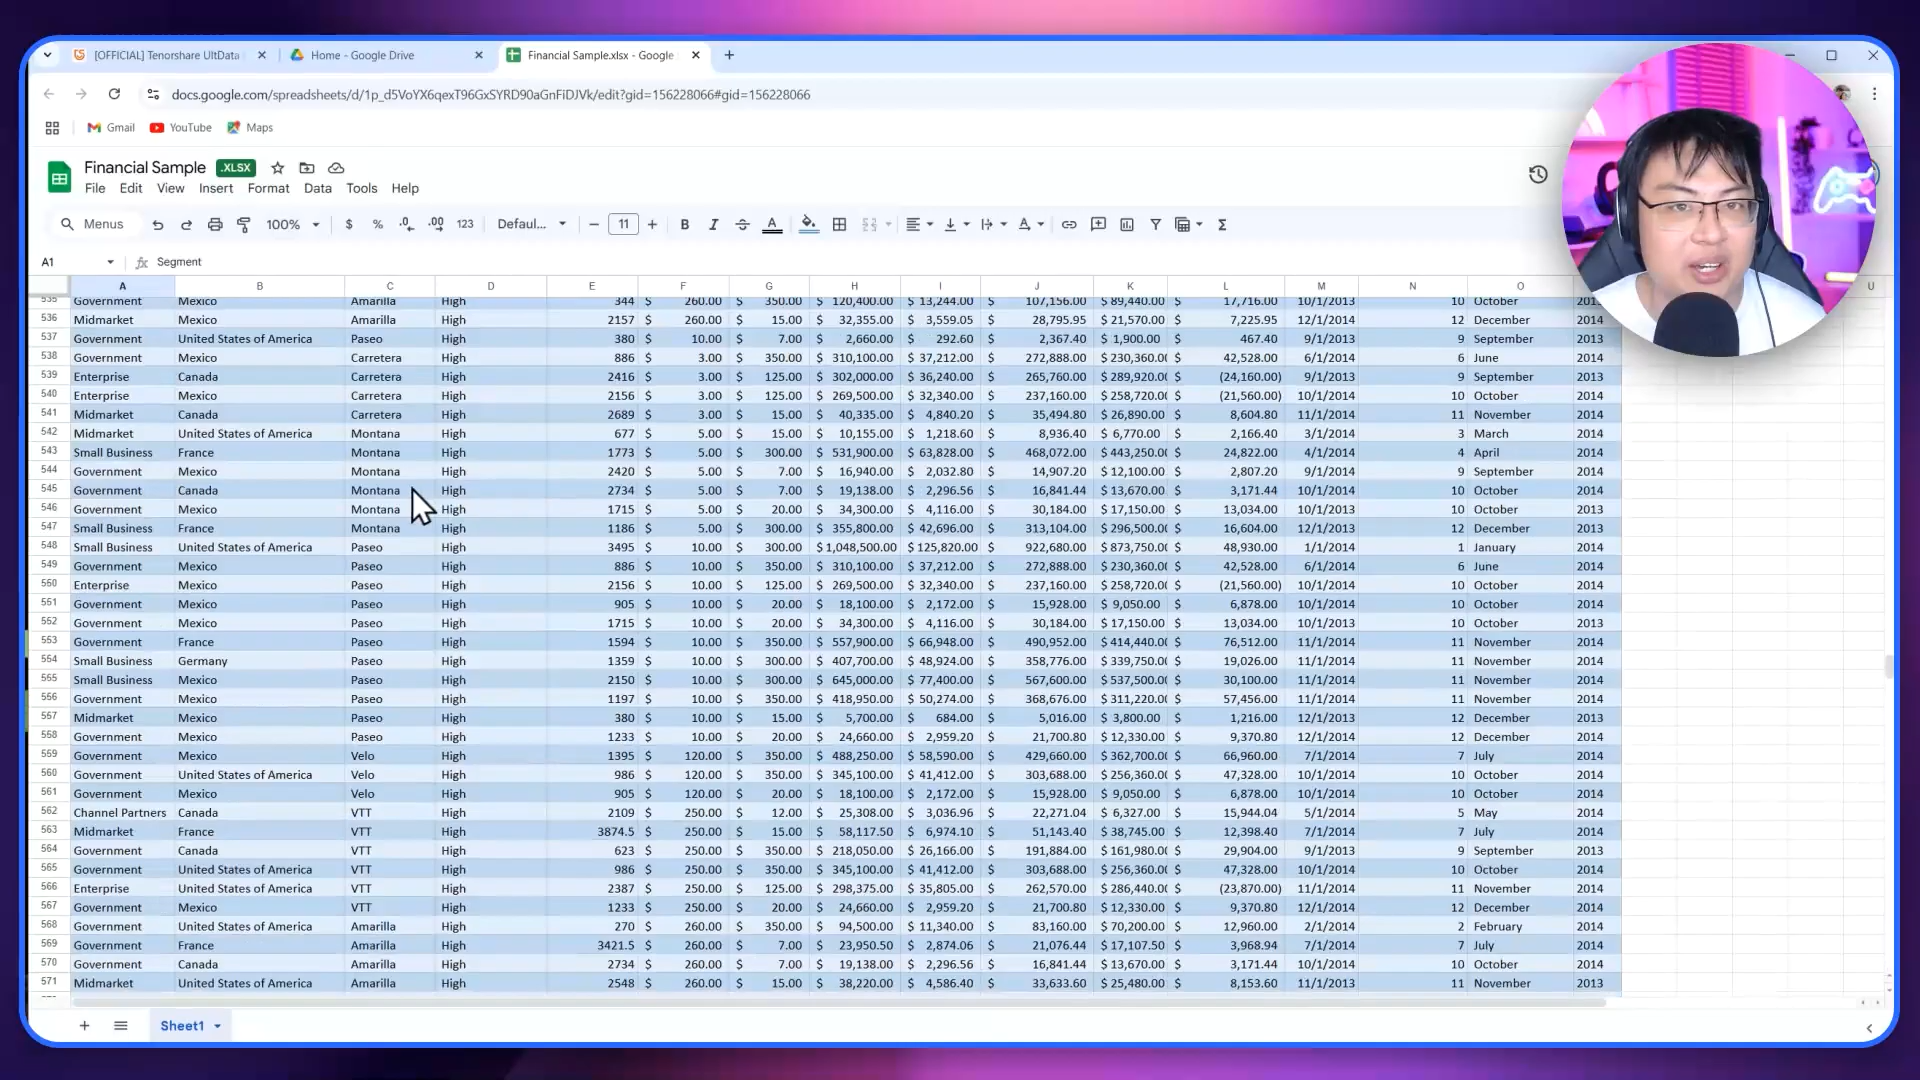 [OFFICIAL] Tenorshare UltData
Home - Google Drive
Financial Sample.xlsx - Google
docs.google.com/spreadsheets/d/1p_d5VoYX6qexT96GxSYRD90aGnFiDJVk/edit?gid=156228066#gid=156228066
Gmail YouTube Maps
Financial Sample .XLSX
File Edit View Insert Format Data Tools Help
Menus 100% $ % .0 .00 123 Defaul... − 11 + B I A Σ
A1 fx Segment
A B C D E F G H I J K L M N O U
535 Government Mexico Amarilla High 344 $ 260.00 $ 350.00 $ 120,400.00 $ 13,244.00 $ 107,156.00 $ 89,440.00 $ 17,716.00 10/1/2013 10 October
536 Midmarket Mexico Amarilla High 2157 $ 260.00 $ 15.00 $ 32,355.00 $ 3,559.05 $ 28,795.95 $ 21,570.00 $ 7,225.95 12/1/2014 12 December 2014
537 Government United States of America Paseo High 380 $ 10.00 $ 7.00 $ 2,660.00 $ 292.60 $ 2,367.40 $ 1,900.00 $ 467.40 9/1/2013 9 September 2013
538 Government Mexico Carretera High 886 $ 3.00 $ 350.00 $ 310,100.00 $ 37,212.00 $ 272,888.00 $ 230,360.00 $ 42,528.00 6/1/2014 6 June 2014
539 Enterprise Canada Carretera High 2416 $ 3.00 $ 125.00 $ 302,000.00 $ 36,240.00 $ 265,760.00 $ 289,920.00 $ (24,160.00) 9/1/2013 9 September 2013
540 Enterprise Mexico Carretera High 2156 $ 3.00 $ 125.00 $ 269,500.00 $ 32,340.00 $ 237,160.00 $ 258,720.00 $ (21,560.00) 10/1/2014 10 October 2014
541 Midmarket Canada Carretera High 2689 $ 3.00 $ 15.00 $ 40,335.00 $ 4,840.20 $ 35,494.80 $ 26,890.00 $ 8,604.80 11/1/2014 11 November 2014
542 Midmarket United States of America Montana High 677 $ 5.00 $ 15.00 $ 10,155.00 $ 1,218.60 $ 8,936.40 $ 6,770.00 $ 2,166.40 3/1/2014 3 March 2014
543 Small Business France Montana High 1773 $ 5.00 $ 300.00 $ 531,900.00 $ 63,828.00 $ 468,072.00 $ 443,250.00 $ 24,822.00 4/1/2014 4 April 2014
544 Government Mexico Montana High 2420 $ 5.00 $ 7.00 $ 16,940.00 $ 2,032.80 $ 14,907.20 $ 12,100.00 $ 2,807.20 9/1/2014 9 September 2014
545 Government Canada Montana High 2734 $ 5.00 $ 7.00 $ 19,138.00 $ 2,296.56 $ 16,841.44 $ 13,670.00 $ 3,171.44 10/1/2014 10 October 2014
546 Government Mexico Montana High 1715 $ 5.00 $ 20.00 $ 34,300.00 $ 4,116.00 $ 30,184.00 $ 17,150.00 $ 13,034.00 10/1/2013 10 October 2013
547 Small Business France Montana High 1186 $ 5.00 $ 300.00 $ 355,800.00 $ 42,696.00 $ 313,104.00 $ 296,500.00 $ 16,604.00 12/1/2013 12 December 2013
548 Small Business United States of America Paseo High 3495 $ 10.00 $ 300.00 $ 1,048,500.00 $ 125,820.00 $ 922,680.00 $ 873,750.00 $ 48,930.00 1/1/2014 1 January 2014
549 Government Mexico Paseo High 886 $ 10.00 $ 350.00 $ 310,100.00 $ 37,212.00 $ 272,888.00 $ 230,360.00 $ 42,528.00 6/1/2014 6 June 2014
550 Enterprise Mexico Paseo High 2156 $ 10.00 $ 125.00 $ 269,500.00 $ 32,340.00 $ 237,160.00 $ 258,720.00 $ (21,560.00) 10/1/2014 10 October 2014
551 Government Mexico Paseo High 905 $ 10.00 $ 20.00 $ 18,100.00 $ 2,172.00 $ 15,928.00 $ 9,050.00 $ 6,878.00 10/1/2014 10 October 2014
552 Government Mexico Paseo High 1715 $ 10.00 $ 20.00 $ 34,300.00 $ 4,116.00 $ 30,184.00 $ 17,150.00 $ 13,034.00 10/1/2013 10 October 2013
553 Government France Paseo High 1594 $ 10.00 $ 350.00 $ 557,900.00 $ 66,948.00 $ 490,952.00 $ 414,440.00 $ 76,512.00 11/1/2014 11 November 2014
554 Small Business Germany Paseo High 1359 $ 10.00 $ 300.00 $ 407,700.00 $ 48,924.00 $ 358,776.00 $ 339,750.00 $ 19,026.00 11/1/2014 11 November 2014
555 Small Business Mexico Paseo High 2150 $ 10.00 $ 300.00 $ 645,000.00 $ 77,400.00 $ 567,600.00 $ 537,500.00 $ 30,100.00 11/1/2014 11 November 2014
556 Government Mexico Paseo High 1197 $ 10.00 $ 350.00 $ 418,950.00 $ 50,274.00 $ 368,676.00 $ 311,220.00 $ 57,456.00 11/1/2014 11 November 2014
557 Midmarket Mexico Paseo High 380 $ 10.00 $ 15.00 $ 5,700.00 $ 684.00 $ 5,016.00 $ 3,800.00 $ 1,216.00 12/1/2013 12 December 2013
558 Government Mexico Paseo High 1233 $ 10.00 $ 20.00 $ 24,660.00 $ 2,959.20 $ 21,700.80 $ 12,330.00 $ 9,370.80 12/1/2014 12 December 2014
559 Government Mexico Velo High 1395 $ 120.00 $ 350.00 $ 488,250.00 $ 58,590.00 $ 429,660.00 $ 362,700.00 $ 66,960.00 7/1/2014 7 July 2014
560 Government United States of America Velo High 986 $ 120.00 $ 350.00 $ 345,100.00 $ 41,412.00 $ 303,688.00 $ 256,360.00 $ 47,328.00 10/1/2014 10 October 2014
561 Government Mexico Velo High 905 $ 120.00 $ 20.00 $ 18,100.00 $ 2,172.00 $ 15,928.00 $ 9,050.00 $ 6,878.00 10/1/2014 10 October 2014
562 Channel Partners Canada VTT High 2109 $ 250.00 $ 12.00 $ 25,308.00 $ 3,036.96 $ 22,271.04 $ 6,327.00 $ 15,944.04 5/1/2014 5 May 2014
563 Midmarket France VTT High 3874.5 $ 250.00 $ 15.00 $ 58,117.50 $ 6,974.10 $ 51,143.40 $ 38,745.00 $ 12,398.40 7/1/2014 7 July 2014
564 Government Canada VTT High 623 $ 250.00 $ 350.00 $ 218,050.00 $ 26,166.00 $ 191,884.00 $ 161,980.00 $ 29,904.00 9/1/2013 9 September 2013
565 Government United States of America VTT High 986 $ 250.00 $ 350.00 $ 345,100.00 $ 41,412.00 $ 303,688.00 $ 256,360.00 $ 47,328.00 10/1/2014 10 October 2014
566 Enterprise United States of America VTT High 2387 $ 250.00 $ 125.00 $ 298,375.00 $ 35,805.00 $ 262,570.00 $ 286,440.00 $ (23,870.00) 11/1/2014 11 November 2014
567 Government Mexico VTT High 1233 $ 250.00 $ 20.00 $ 24,660.00 $ 2,959.20 $ 21,700.80 $ 12,330.00 $ 9,370.80 12/1/2014 12 December 2014
568 Government United States of America Amarilla High 270 $ 260.00 $ 350.00 $ 94,500.00 $ 11,340.00 $ 83,160.00 $ 70,200.00 $ 12,960.00 2/1/2014 2 February 2014
569 Government France Amarilla High 3421.5 $ 260.00 $ 7.00 $ 23,950.50 $ 2,874.06 $ 21,076.44 $ 17,107.50 $ 3,968.94 7/1/2014 7 July 2014
570 Government Canada Amarilla High 2734 $ 260.00 $ 7.00 $ 19,138.00 $ 2,296.56 $ 16,841.44 $ 13,670.00 $ 3,171.44 10/1/2014 10 October 2014
571 Midmarket United States of America Amarilla High 2548 $ 260.00 $ 15.00 $ 38,220.00 $ 4,586.40 $ 33,633.60 $ 25,480.00 $ 8,153.60 11/1/2013 11 November 2013
Sheet1